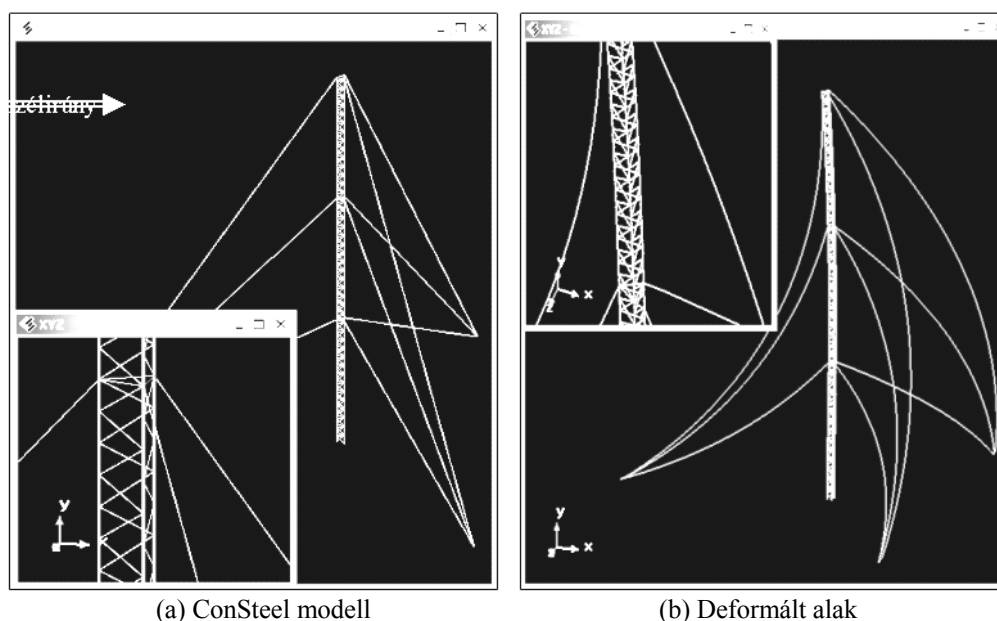 szélirány
XYZ
y
XYZ -
y
x
z
y
x
(a) ConSteel modell
(b) Deformált alak